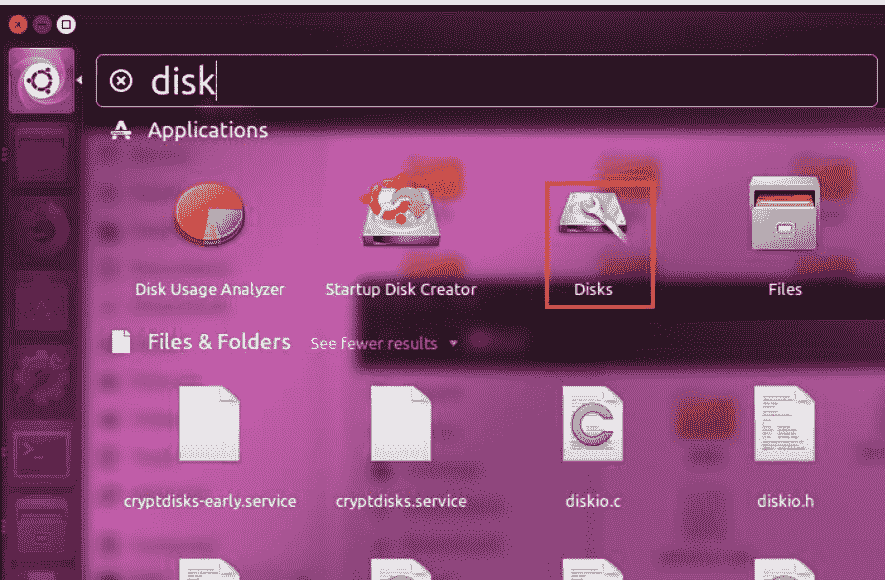 disk
Applications
Disk Usage Analyzer
Startup Disk Creator
Disks
Files
Files & Folders See fewer results
cryptdisks-early.service
cryptdisks.service
diskio.c
diskio.h